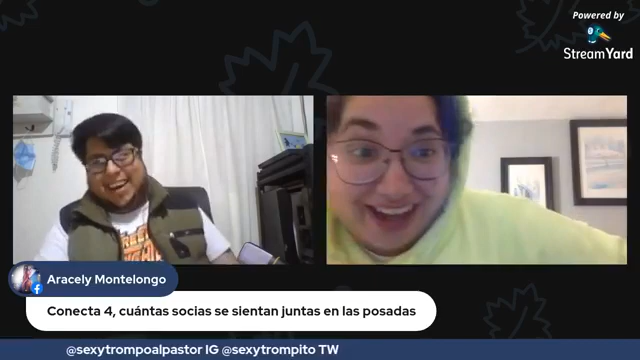 Powered by
StreamYard
Aracely Montelongo
Conecta 4, cuántas socias se sientan juntas en las posadas
@sexytrompoalpastor IG @sexytrompito TW